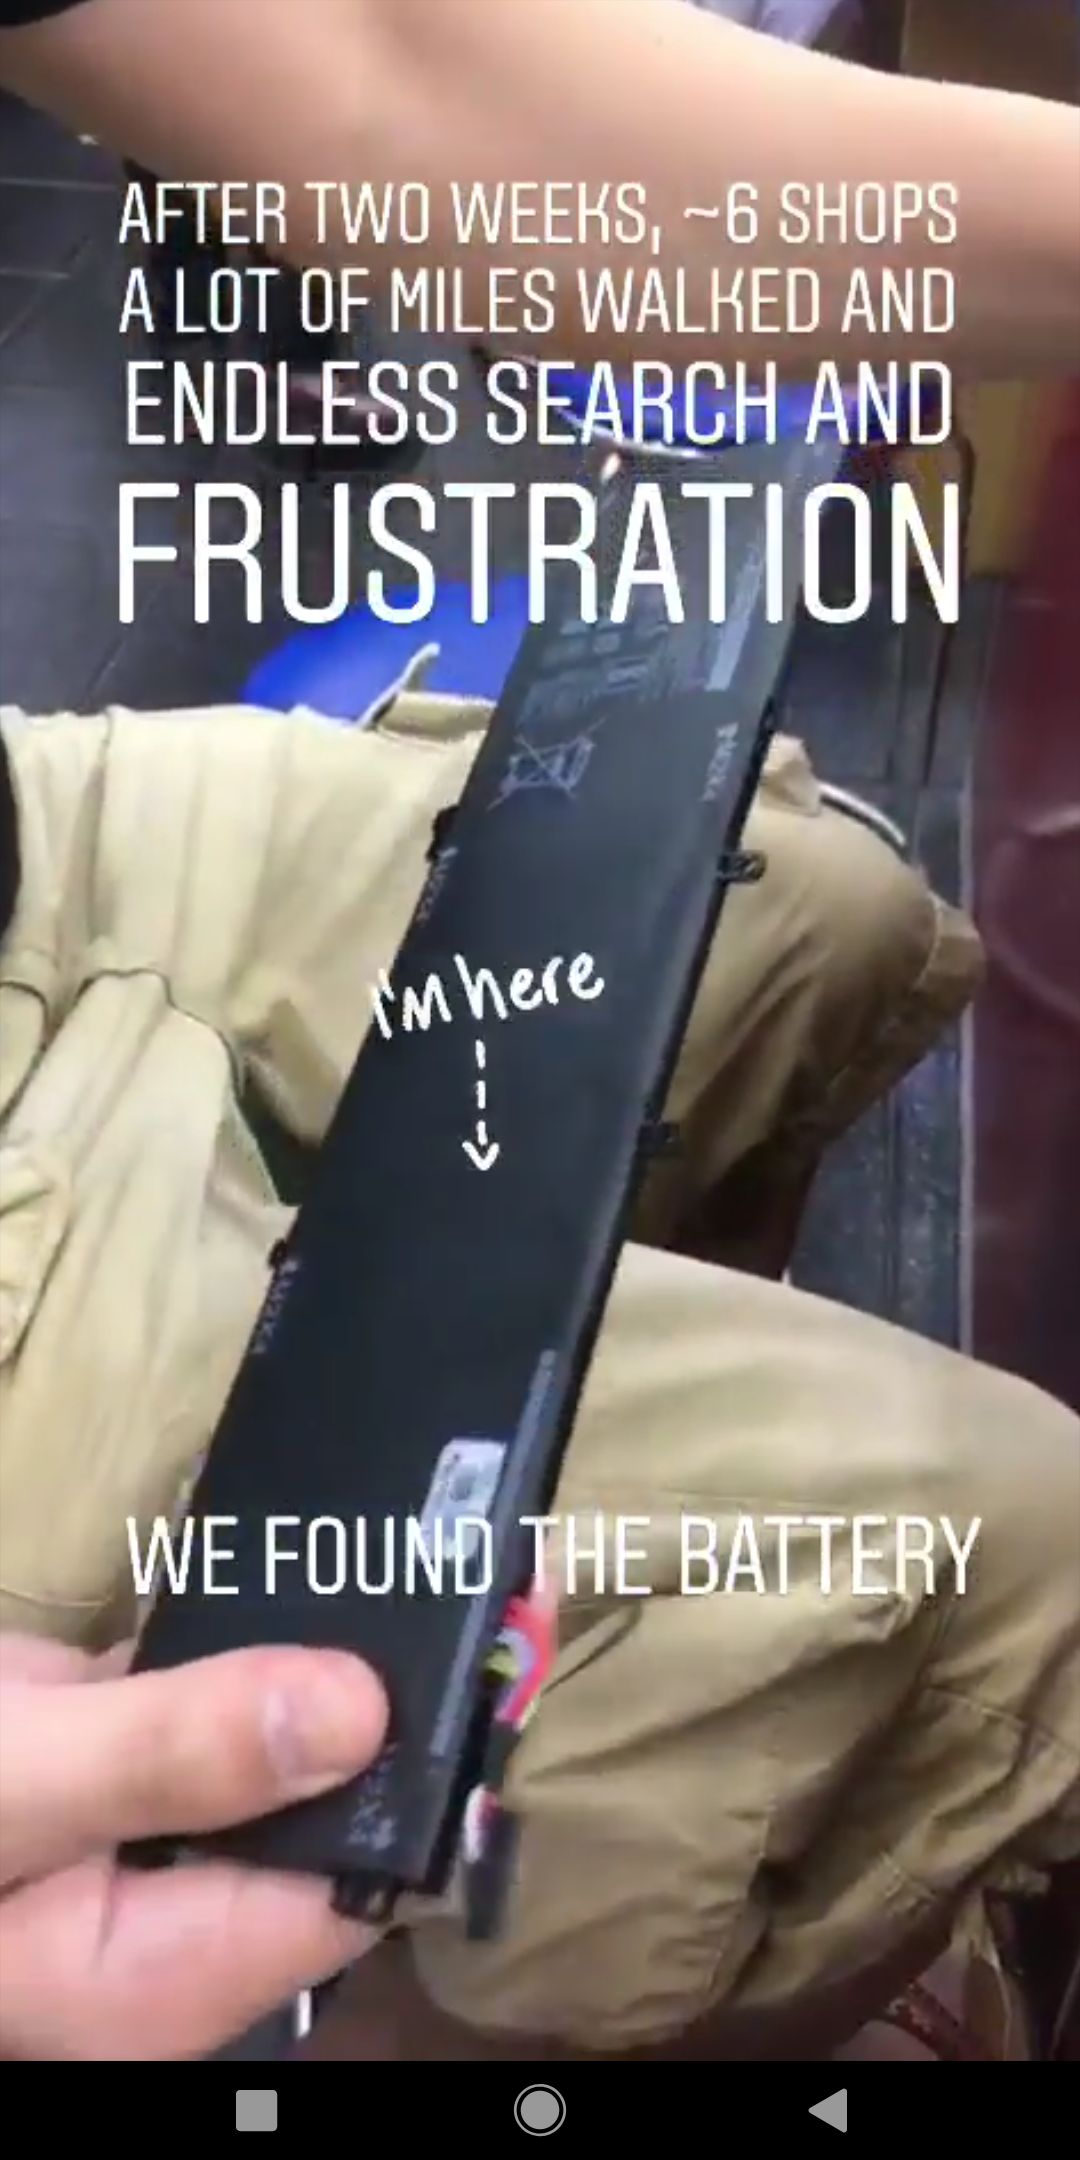 AFTER TWO WEEKS, ~6 SHOPS
A LOT OF MILES WALKED AND
ENDLESS SEARCH AND
FRUSTRATION
I'M here
WE FOUND THE BATTERY